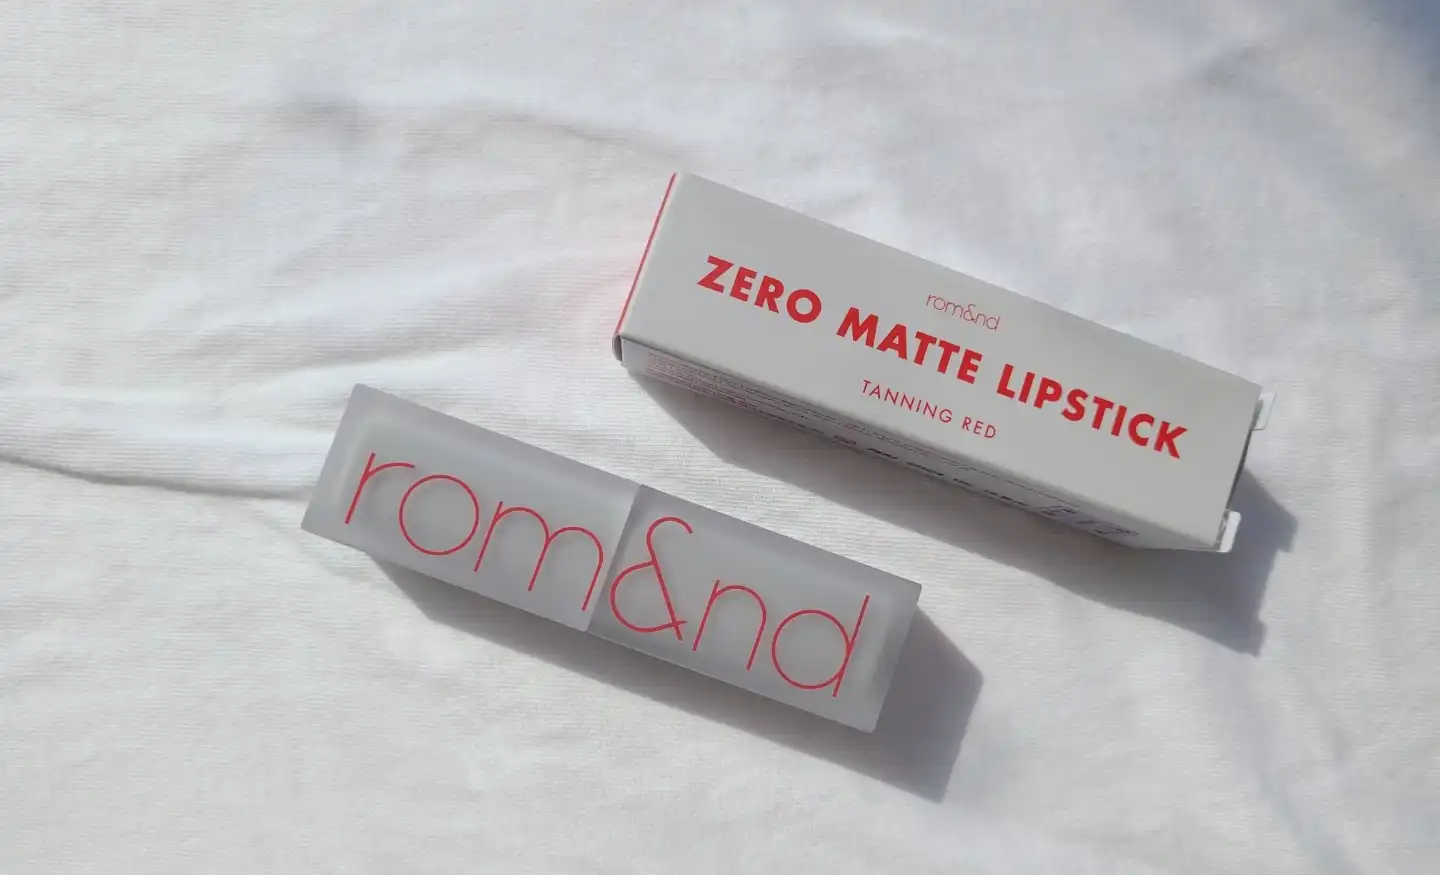 rom&nd
ZERO MATTE LIPSTICK
TANNING RED
rom&nd